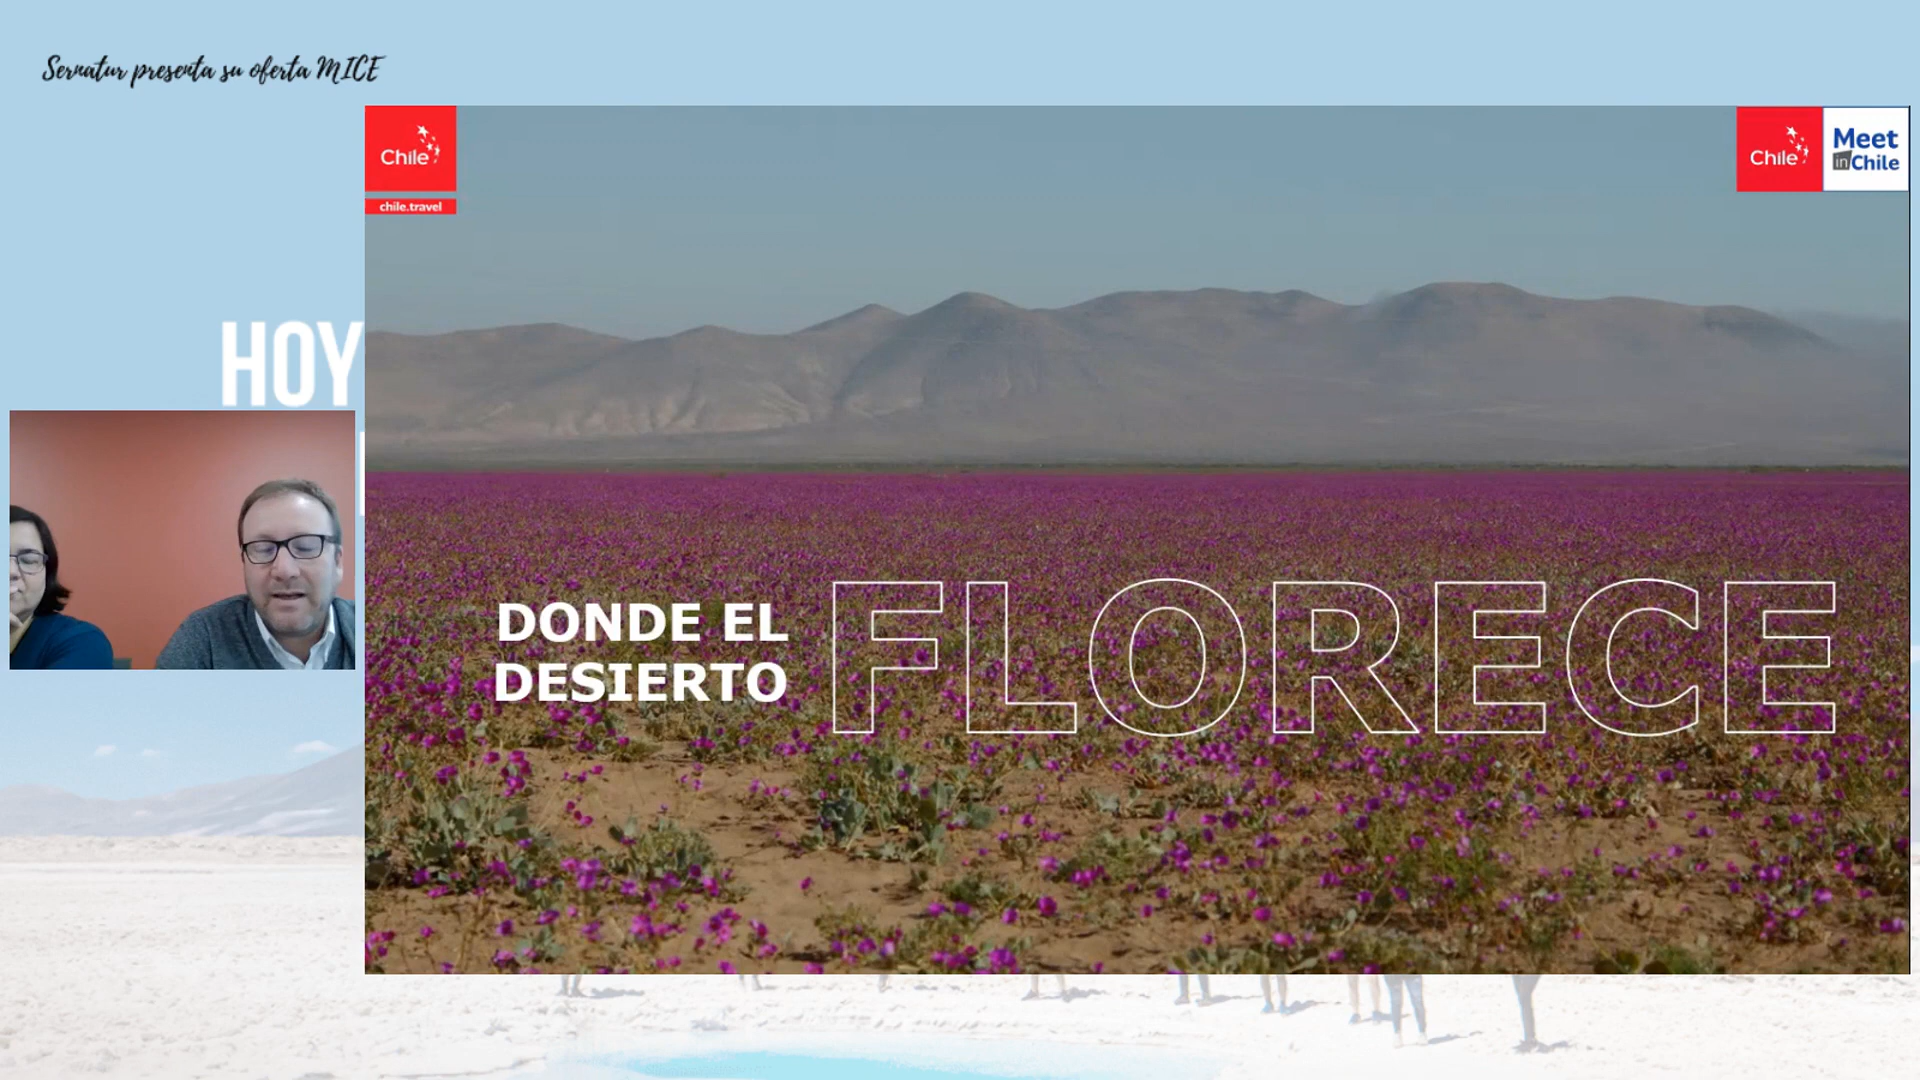 Sernatur presenta su oferta MICE
Chile
chile.travel
Chile
Meet
in Chile
HOY
DONDE EL
DESIERTO
FLORECE